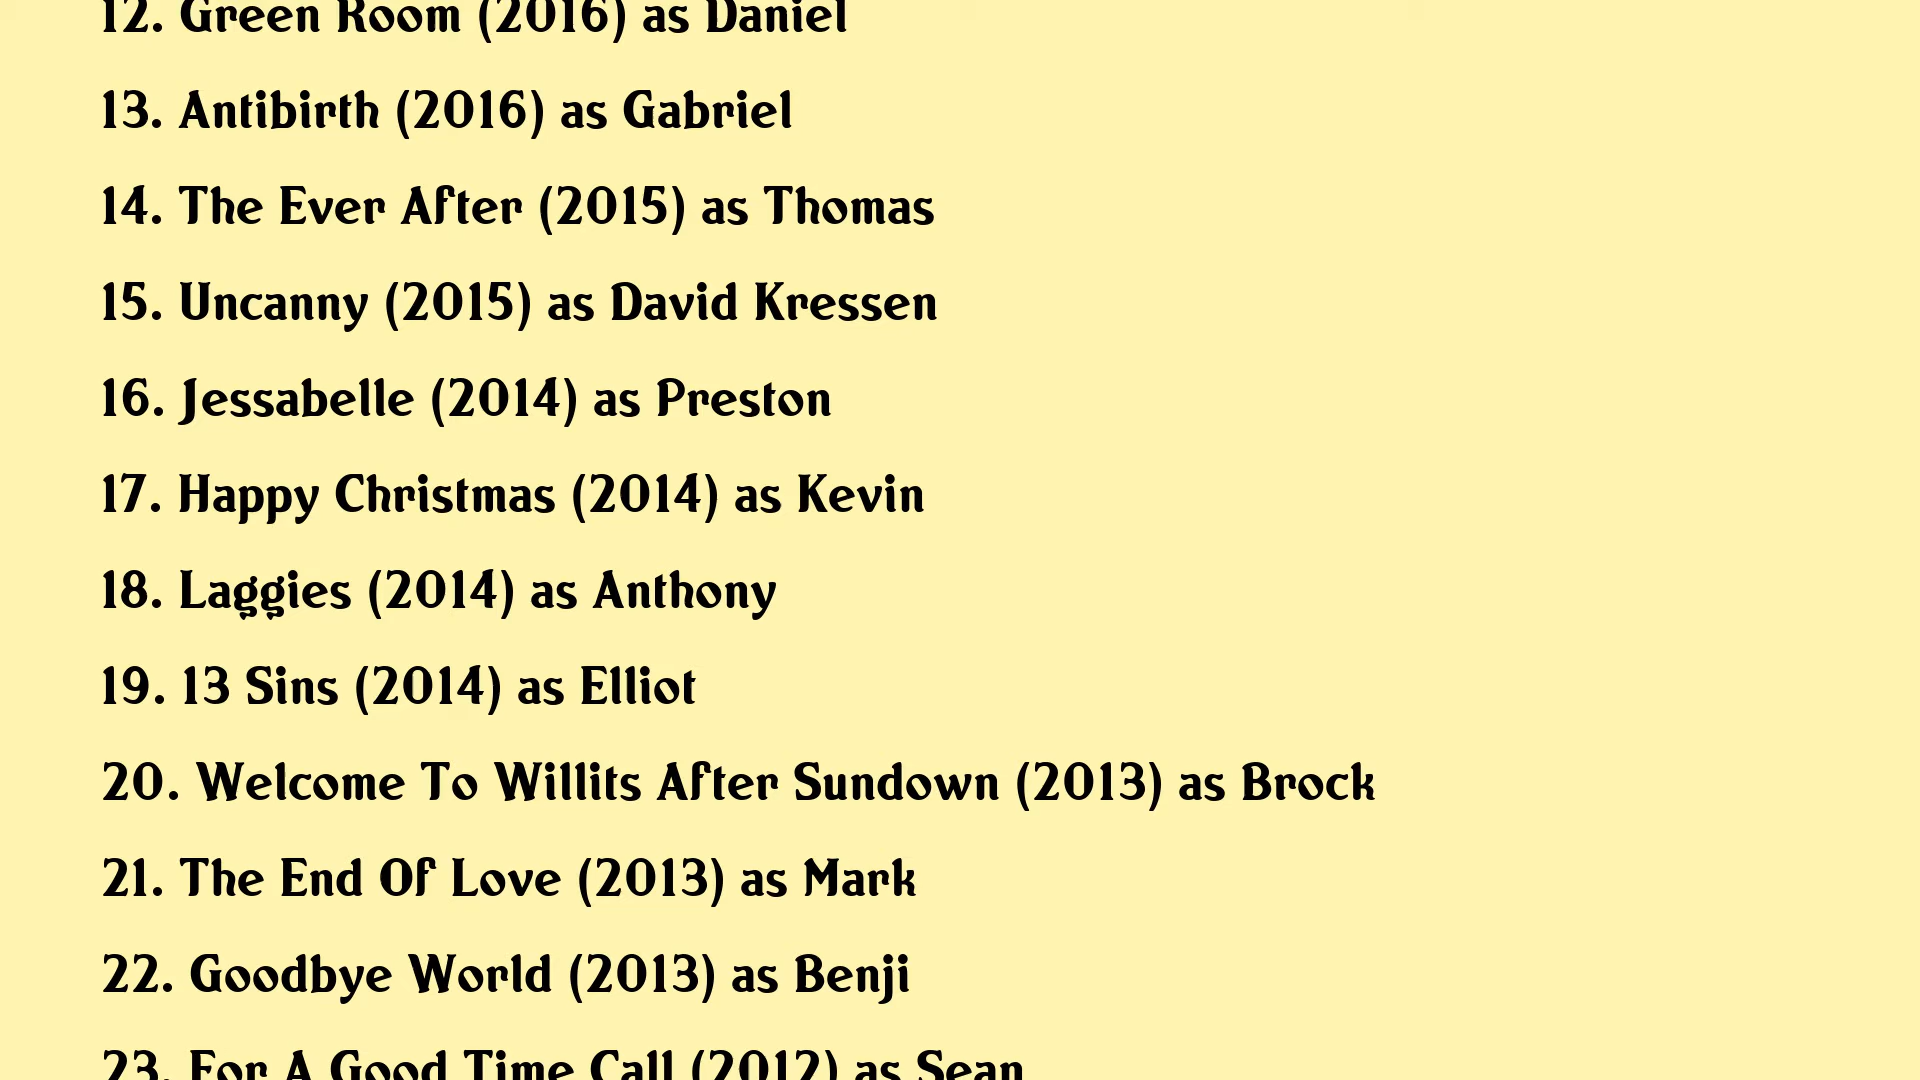 12. Green Room (2016) as Daniel
13. Antibirth (2016) as Gabriel
14. The Ever After (2015) as Thomas
15. Uncanny (2015) as David Kressen
16. Jessabelle (2014) as Preston
17. Happy Christmas (2014) as Kevin
18. Laggies (2014) as Anthony
19. 13 Sins (2014) as Elliot
20. Welcome To Willits After Sundown (2013) as Brock
21. The End Of Love (2013) as Mark
22. Goodbye World (2013) as Benji
23. For A Good Time Call (2012) as Sean